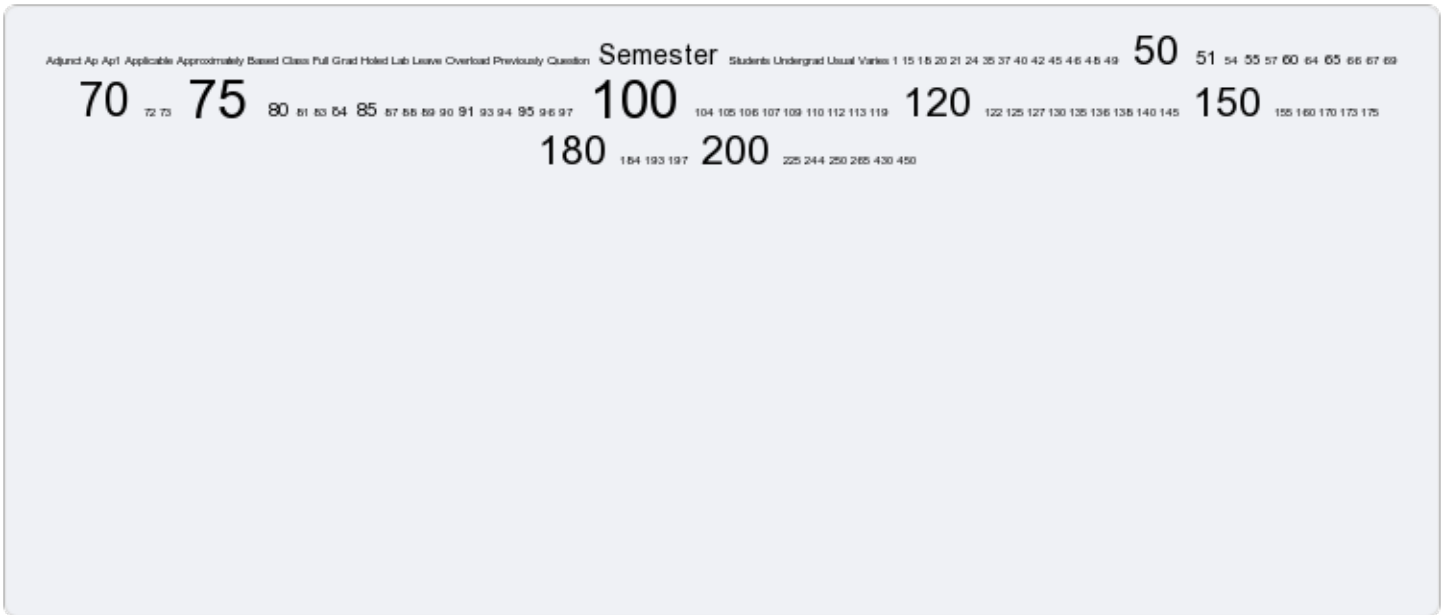 Adjunct Ap Ap1 Applicable Approximately Based Class Full Grad Holed Lab Leave Overload Previously Question Semester Students Undergrad Usual Varies 1 15 18 20 21 24 35 37 40 42 45 46 48 49 50 51 54 55 57 60 64 65 66 67 69
70 72 73 75 80 81 83 84 85 87 88 89 90 91 93 94 95 96 97 100 104 105 106 107 109 110 112 113 119 120 122 125 127 130 135 136 138 140 145 150 155 160 170 173 175
180 184 193 197 200 225 244 250 265 430 450